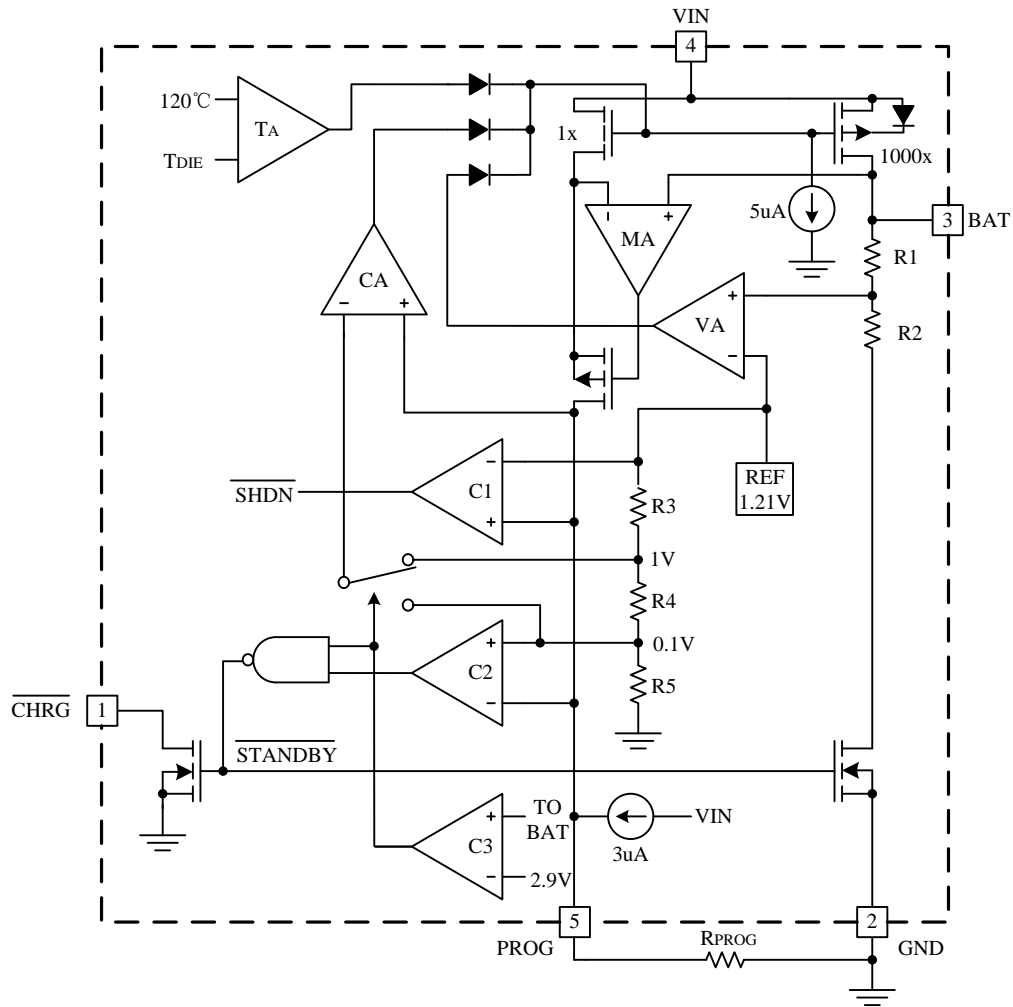 VIN
4
120℃
TA
TDIE
1x
1000x
MA
5uA
3
BAT
R1
CA
−
+
VA
+
−
R2
−
+
SHDN
C1
−
+
R3
REF
1.21V
1V
R4
+
−
C2
0.1V
R5
CHRG
1
STANDBY
C3
+
−
TO
BAT
2.9V
3uA
VIN
5
2
PROG
RPROG
GND